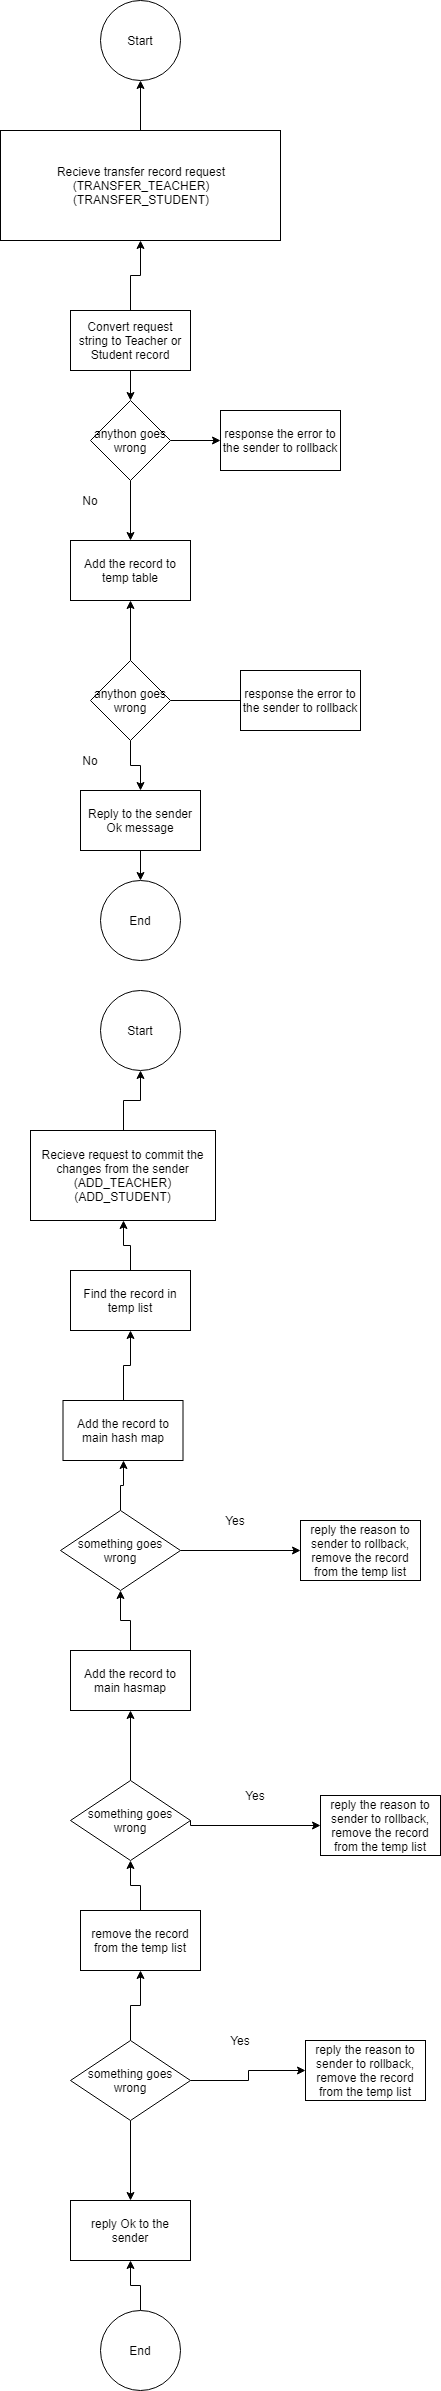 Start
Recieve transfer record request
(TRANSFER_TEACHER)
(TRANSFER_STUDENT)
Convert request
string to Teacher or
Student record
anython goes
wrong
response the error to
the sender to rollback
No
Add the record to
temp table
anython goes
wrong
response the error to
the sender to rollback
No
Reply to the sender
Ok message
End
Start
Recieve request to commit the
changes from the sender
(ADD_TEACHER)
(ADD_STUDENT)
Find the record in
temp list
Add the record to
main hash map
something goes
wrong
Yes
reply the reason to
sender to rollback,
remove the record
from the temp list
Add the record to
main hasmap
something goes
wrong
Yes
reply the reason to
sender to rollback,
remove the record
from the temp list
remove the record
from the temp list
something goes
wrong
Yes
reply the reason to
sender to rollback,
remove the record
from the temp list
reply Ok to the
sender
End